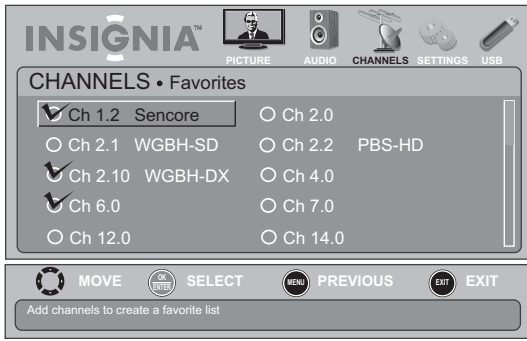 INSIGNIA™
PICTURE AUDIO CHANNELS SETTINGS USB
CHANNELS • Favorites
Ch 1.2 Sencore
Ch 2.0
Ch 2.1 WGBH-SD
Ch 2.2 PBS-HD
Ch 2.10 WGBH-DX
Ch 4.0
Ch 6.0
Ch 7.0
Ch 12.0
Ch 14.0
MOVE OK ENTER SELECT MENU PREVIOUS EXIT EXIT
Add channels to create a favorite list